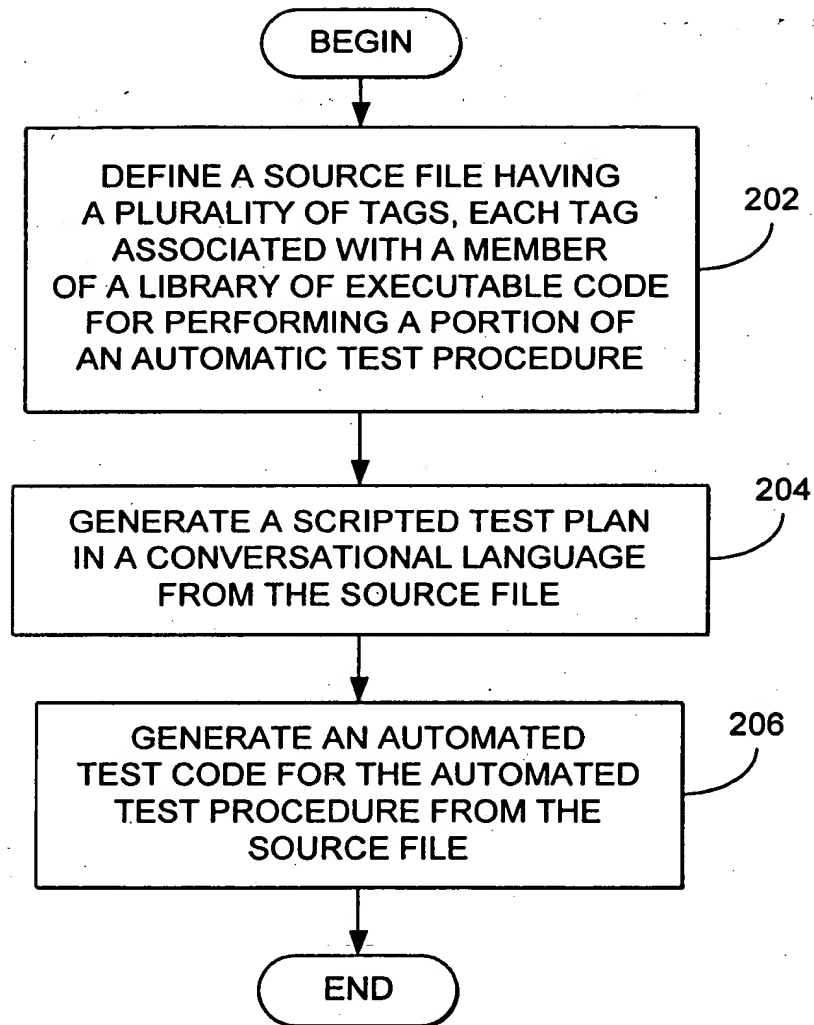 BEGIN
DEFINE A SOURCE FILE HAVING
A PLURALITY OF TAGS, EACH TAG
ASSOCIATED WITH A MEMBER
OF A LIBRARY OF EXECUTABLE CODE
FOR PERFORMING A PORTION OF
AN AUTOMATIC TEST PROCEDURE
202
GENERATE A SCRIPTED TEST PLAN
IN A CONVERSATIONAL LANGUAGE
FROM THE SOURCE FILE
204
GENERATE AN AUTOMATED
TEST CODE FOR THE AUTOMATED
TEST PROCEDURE FROM THE
SOURCE FILE
206
END